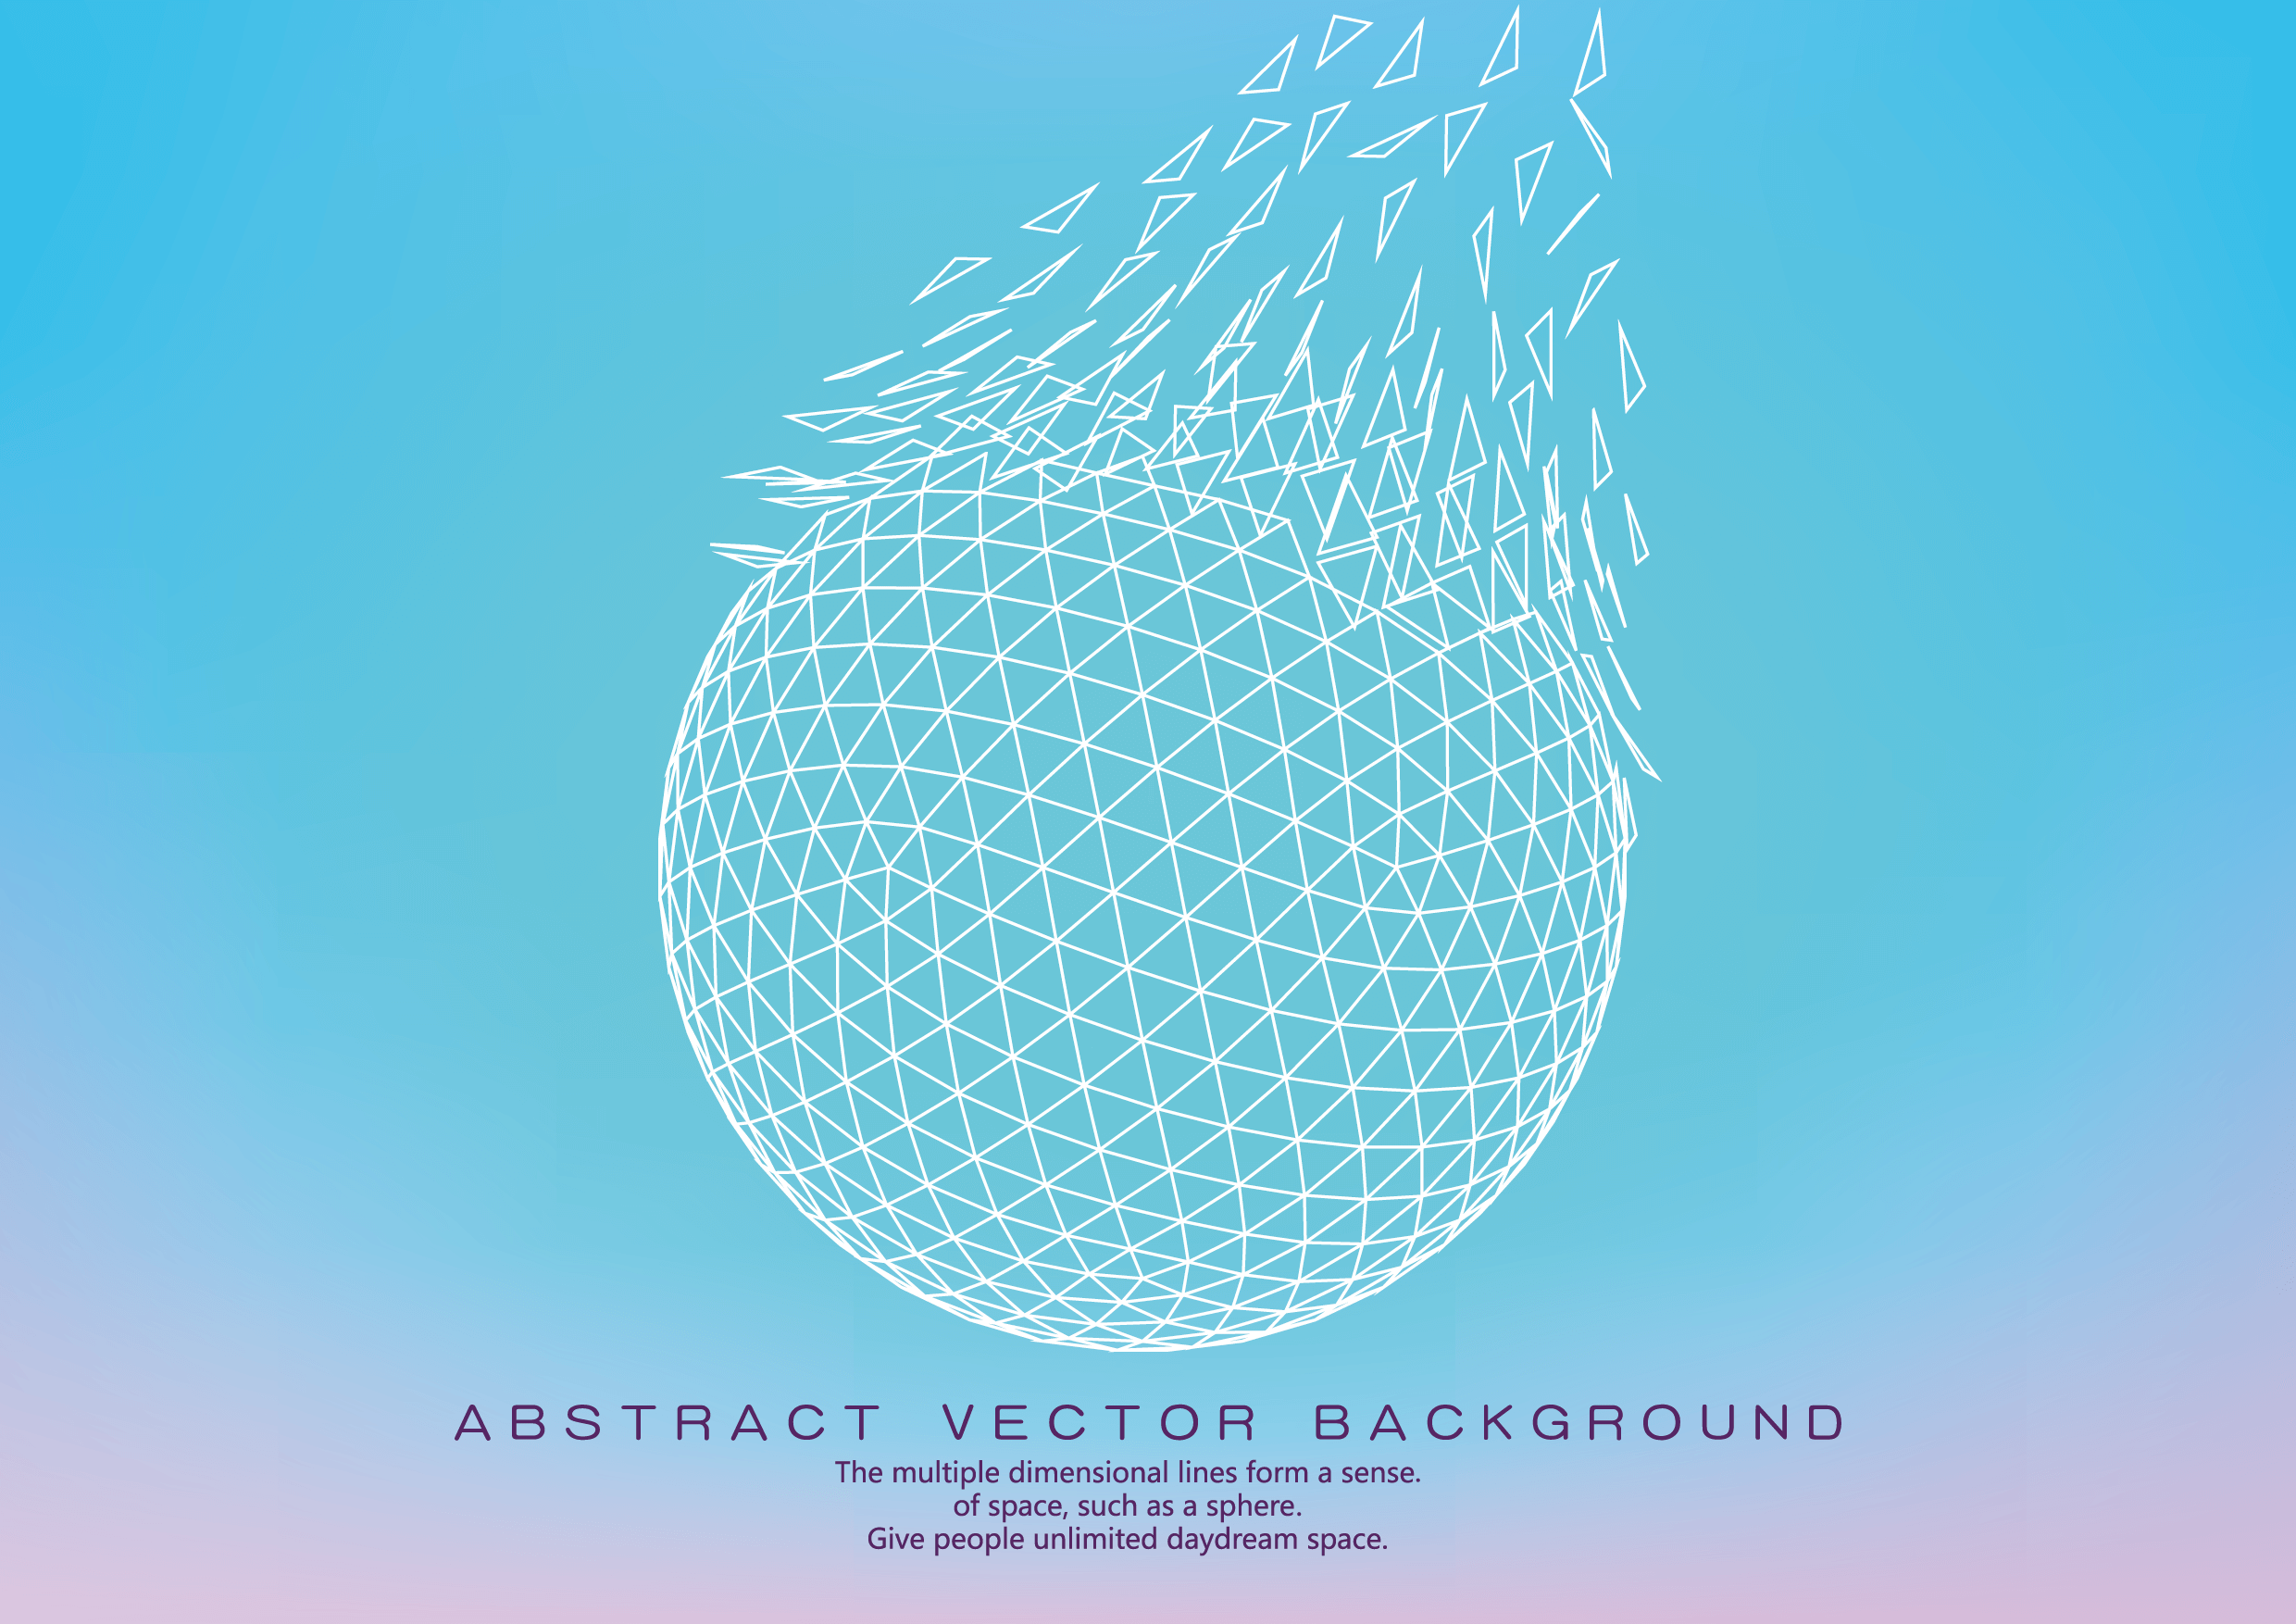 ABSTRACT VECTOR BACKGROUND
The multiple dimensional lines form a sense.
of space, such as a sphere.
Give people unlimited daydream space.